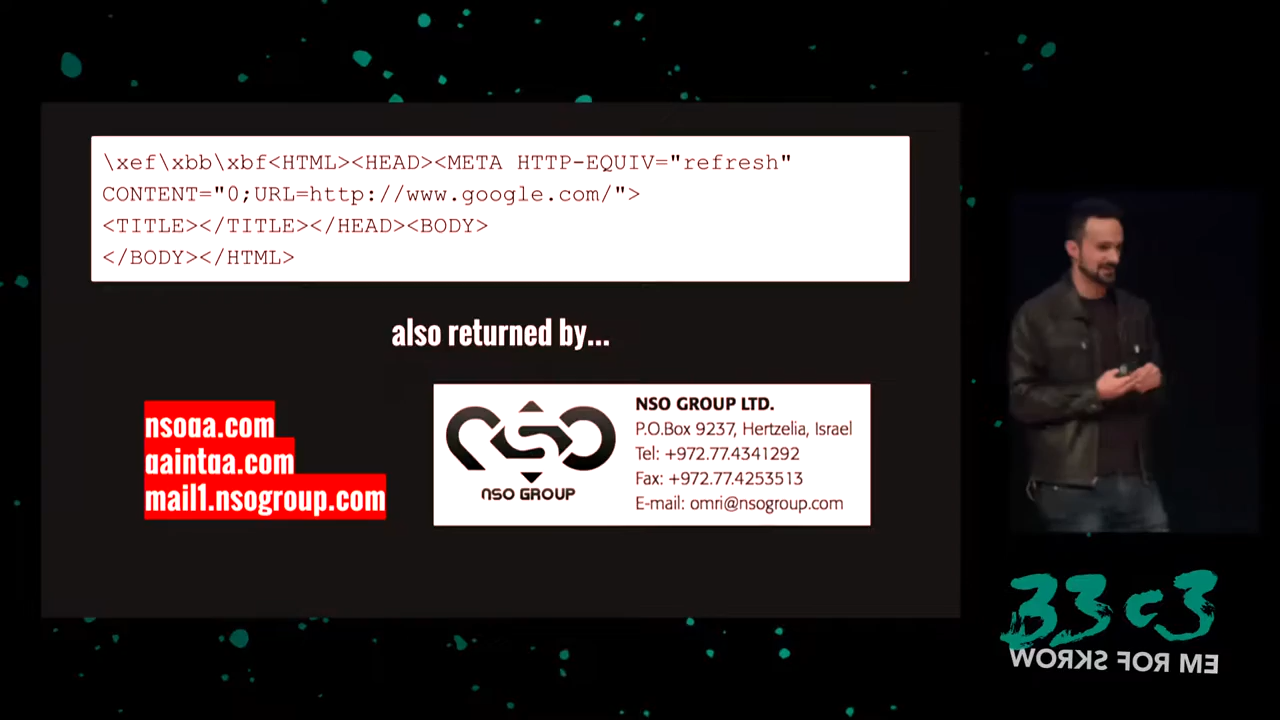 \xef\xbb\xbf<HTML><HEAD><META HTTP-EQUIV="refresh"
CONTENT="0;URL=http://www.google.com/">
<TITLE></TITLE></HEAD><BODY>
</BODY></HTML>
also returned by...
nsoqa.com
qaintqa.com
mail1.nsogroup.com
NSO GROUP
NSO GROUP LTD.
P.O.Box 9237, Hertzelia, Israel
Tel: +972.77.4341292
Fax: +972.77.4253513
E-mail: omri@nsogroup.com
33c3
WORKS FOR ME